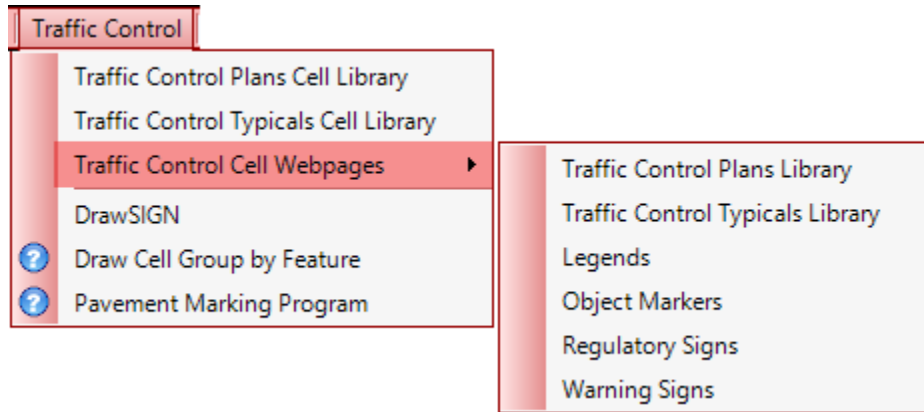 Traffic Control
Traffic Control Plans Cell Library
Traffic Control Typicals Cell Library
Traffic Control Cell Webpages
DrawSIGN
? Draw Cell Group by Feature
? Pavement Marking Program
Traffic Control Plans Library
Traffic Control Typicals Library
Legends
Object Markers
Regulatory Signs
Warning Signs